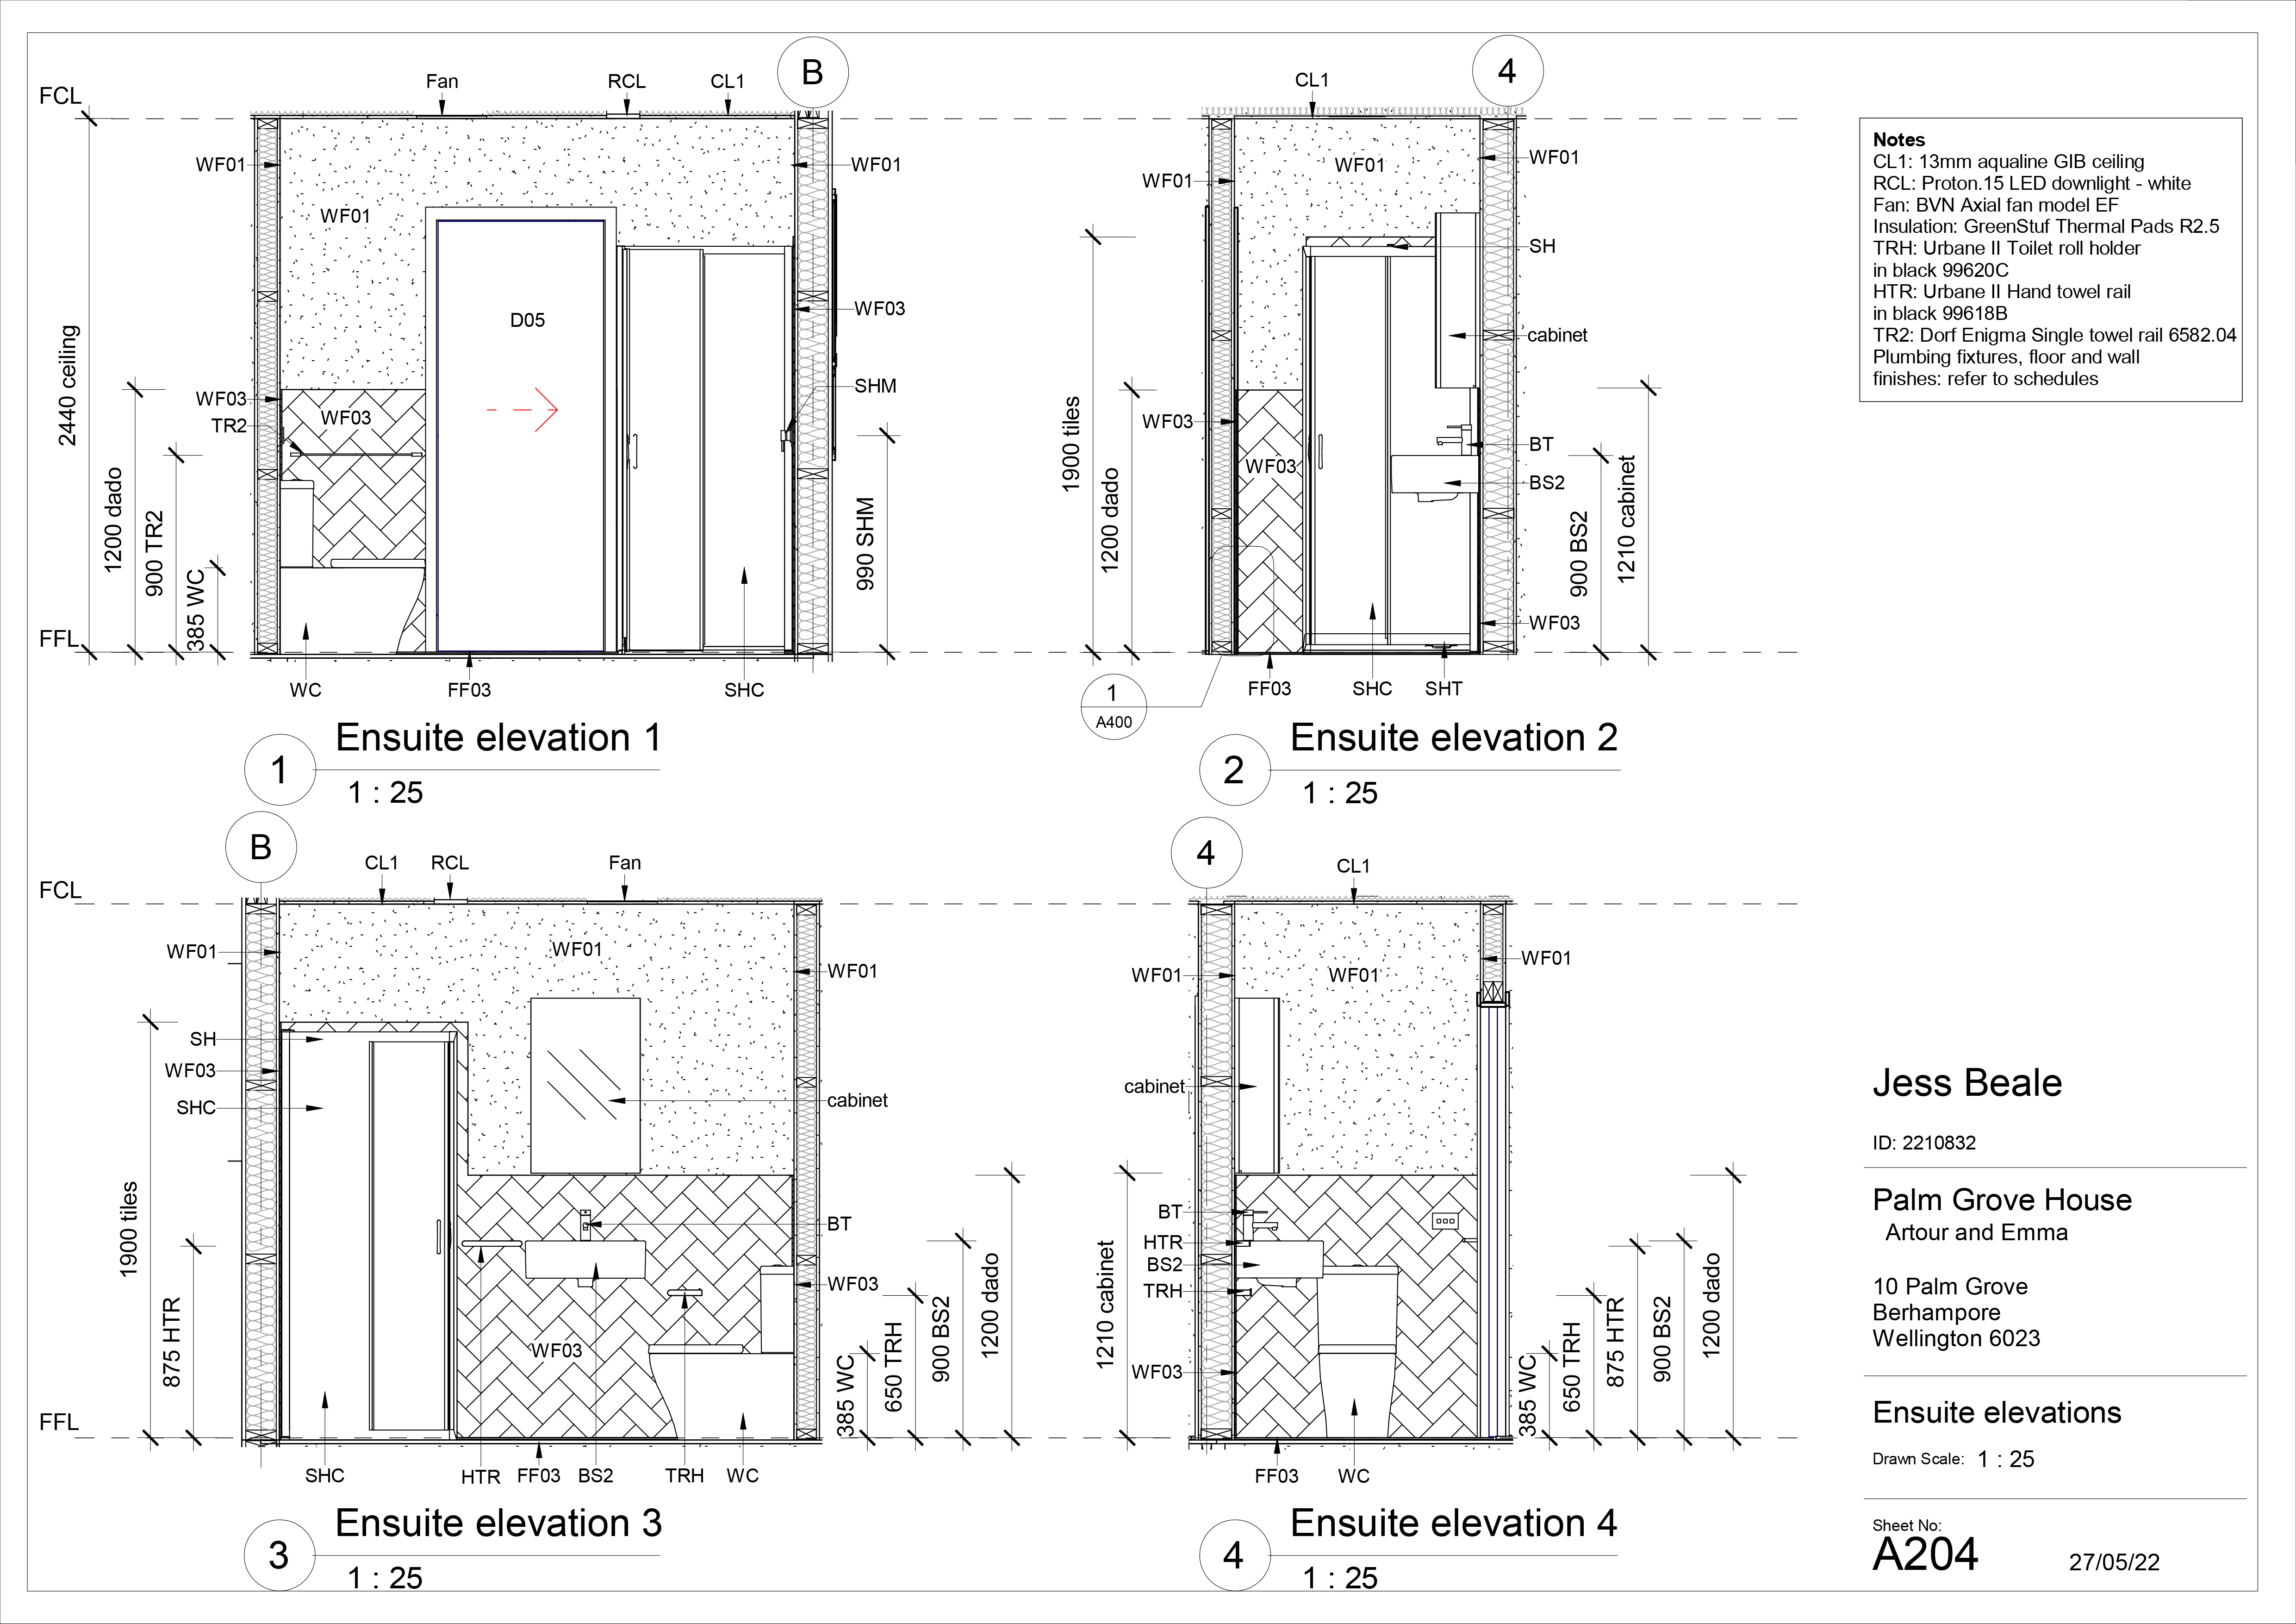 FCL
Fan
RCL
CL1
B
WF01
WF01
WF01
D05
WF03
WF03
WF03
TR2
SHM
2440 ceiling
1200 dado
900 TR2
385 WC
990 SHM
FFL
WC
FF03
SHC
1
Ensuite elevation 1
1 : 25
CL1
4
WF01
WF01
WF01
SH
cabinet
WF03
WF03
BT
BS2
WF03
1900 tiles
1200 dado
900 BS2
1210 cabinet
FF03
SHC
SHT
1
A400
2
Ensuite elevation 2
1 : 25
Notes
CL1: 13mm aqualine GIB ceiling
RCL: Proton.15 LED downlight - white
Fan: BVN Axial fan model EF
Insulation: GreenStuf Thermal Pads R2.5
TRH: Urbane II Toilet roll holder
in black 99620C
HTR: Urbane II Hand towel rail
in black 99618B
TR2: Dorf Enigma Single towel rail 6582.04
Plumbing fixtures, floor and wall
finishes: refer to schedules
B
FCL
CL1
RCL
Fan
WF01
WF01
WF01
SH
WF03
SHC
cabinet
BT
WF03
WF03
1900 tiles
875 HTR
385 WC
650 TRH
900 BS2
1200 dado
FFL
SHC
HTR
FF03
BS2
TRH
WC
3
Ensuite elevation 3
1 : 25
4
CL1
WF01
WF01
WF01
cabinet
BT
HTR
BS2
TRH
WF03
1210 cabinet
385 WC
650 TRH
875 HTR
900 BS2
1200 dado
FF03
WC
4
Ensuite elevation 4
1 : 25
Jess Beale
ID: 2210832
Palm Grove House
Artour and Emma
10 Palm Grove
Berhampore
Wellington 6023
Ensuite elevations
Drawn Scale: 1 : 25
Sheet No:
A204
27/05/22